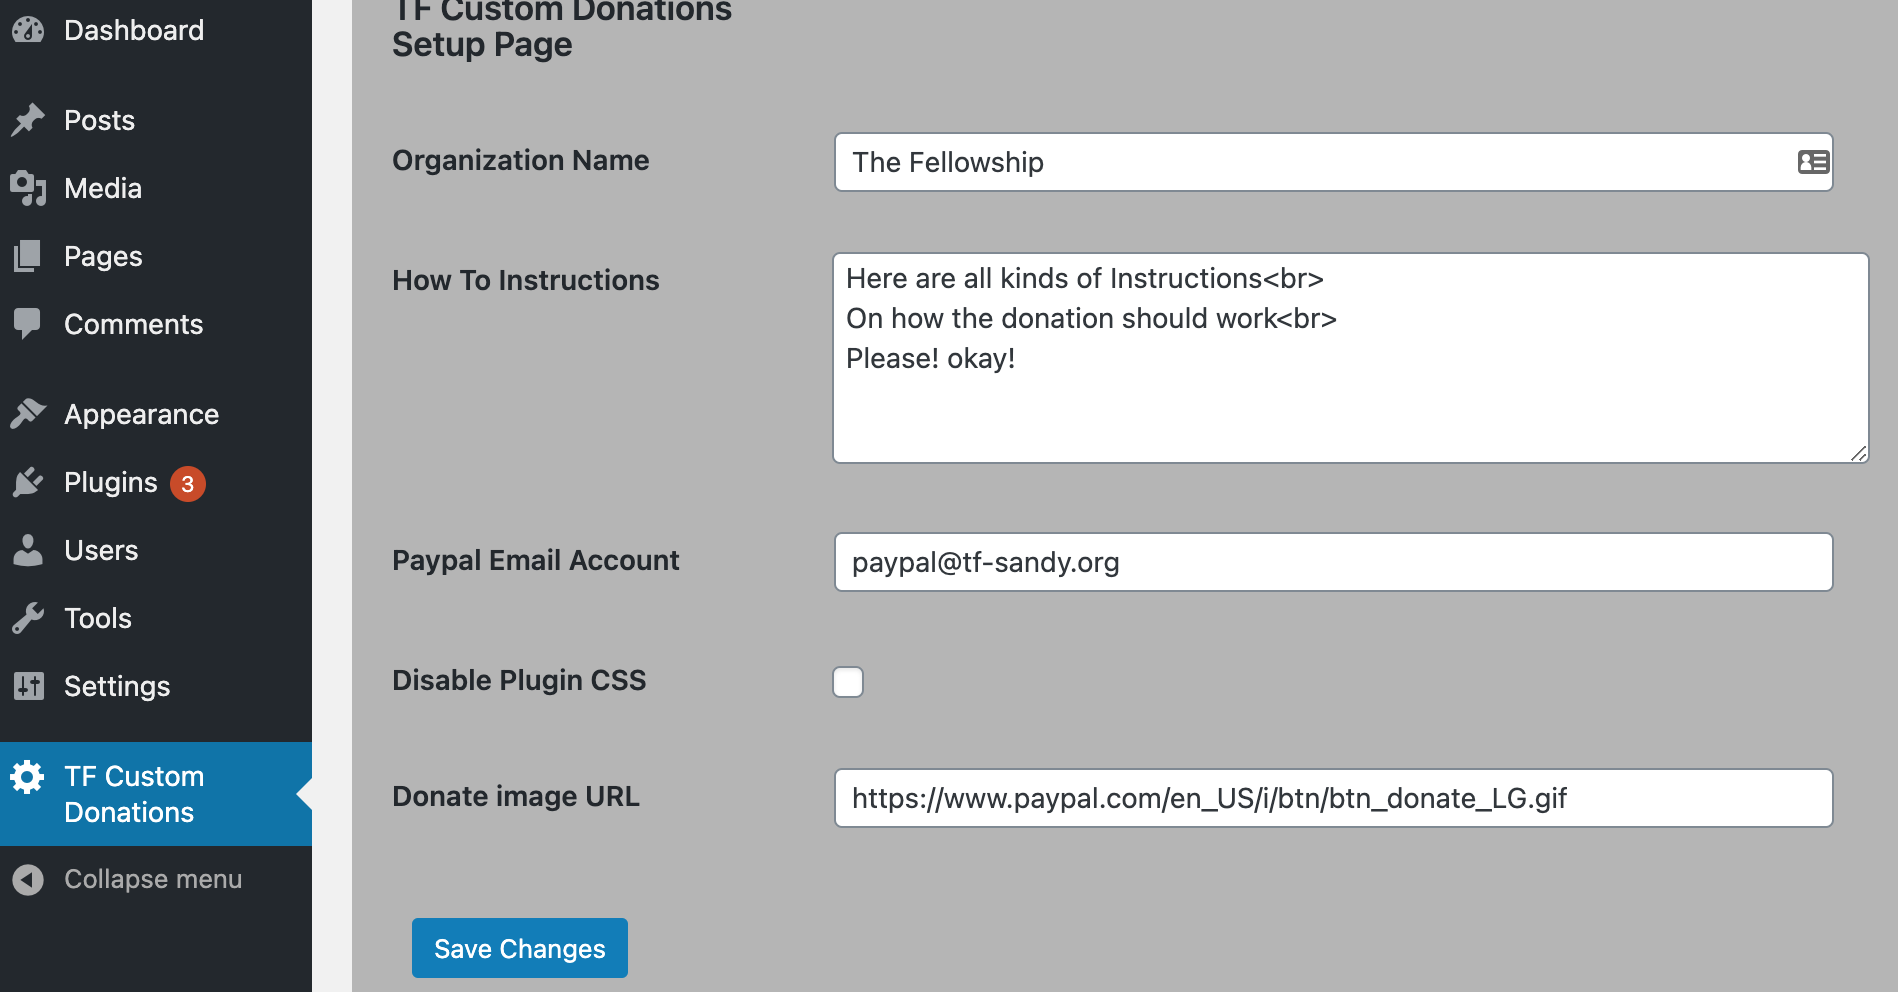 Dashboard
Posts
Media
Pages
Comments
Appearance
Plugins 3
Users
Tools
Settings
TF Custom
Donations
Collapse menu
TF Custom Donations
Setup Page
Organization Name
The Fellowship
How To Instructions
Here are all kinds of Instructions<br>
On how the donation should work<br>
Please! okay!
Paypal Email Account
paypal@tf-sandy.org
Disable Plugin CSS
Donate image URL
https://www.paypal.com/en_US/i/btn/btn_donate_LG.gif
Save Changes